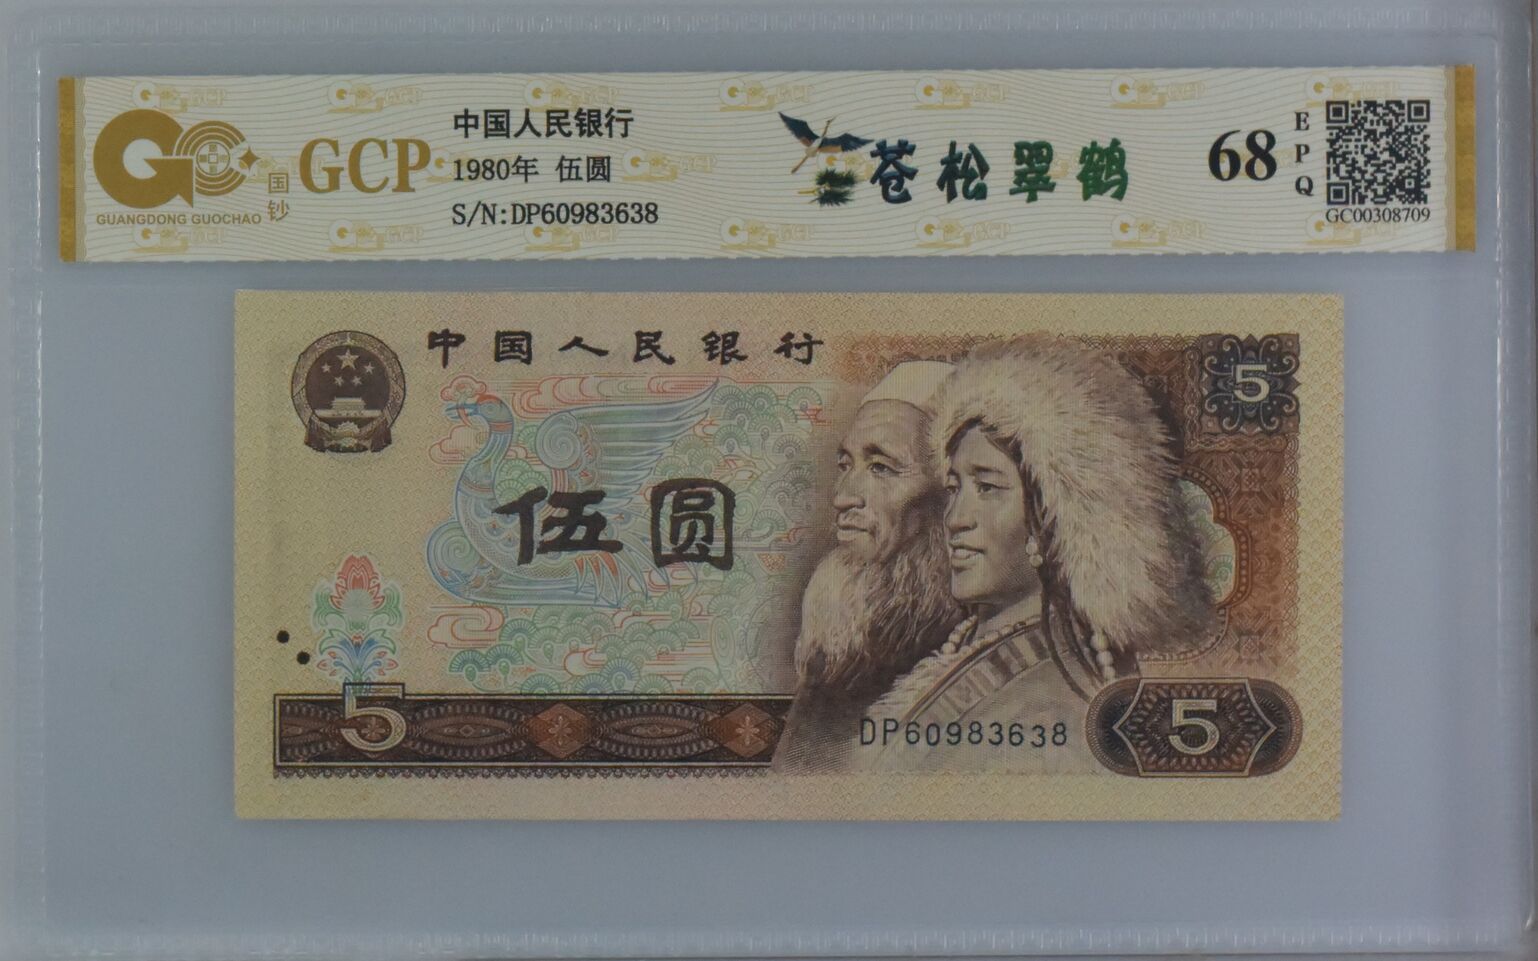 GUANGDONG GUOCHAO
国钞
GCP
中国人民银行
1980年 伍圆
S/N:DP60983638
苍松翠鹤
68
EPQ
GC00308709
中国人民银行
5
伍圆
5
DP60983638
5